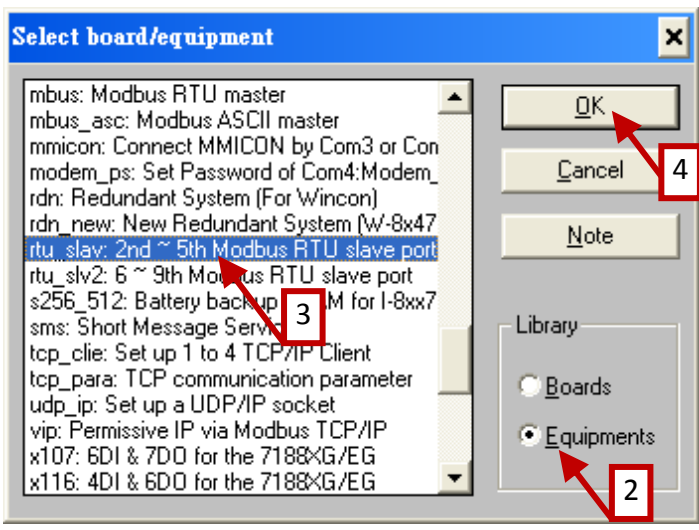 Select board/equipment
mbus: Modbus RTU master
mbus_asc: Modbus ASCII master
mmicon: Connect MMICON by Com3 or Con
modem_ps: Set Password of Com4:Modem_
rdn: Redundant System (For Wincon)
rdn_new: New Redundant System (W-8x47
rtu_slav: 2nd ~ 5th Modbus RTU slave port
rtu_slv2: 6 ~ 9th Modbus RTU slave port
s256_512: Battery backup M for I-8xx7
sms: Short Message Servic
tcp_clie: Set up 1 to 4 TCP/IP Client
tcp_para: TCP communication parameter
udp_ip: Set up a UDP/IP socket
vip: Permissive IP via Modbus TCP/IP
x107: 6DI & 7DO for the 7188XG/EG
x116: 4DI & 6DO for the 7188XG/EG
3
OK
4
Cancel
Note
Library
Boards
Equipments
2